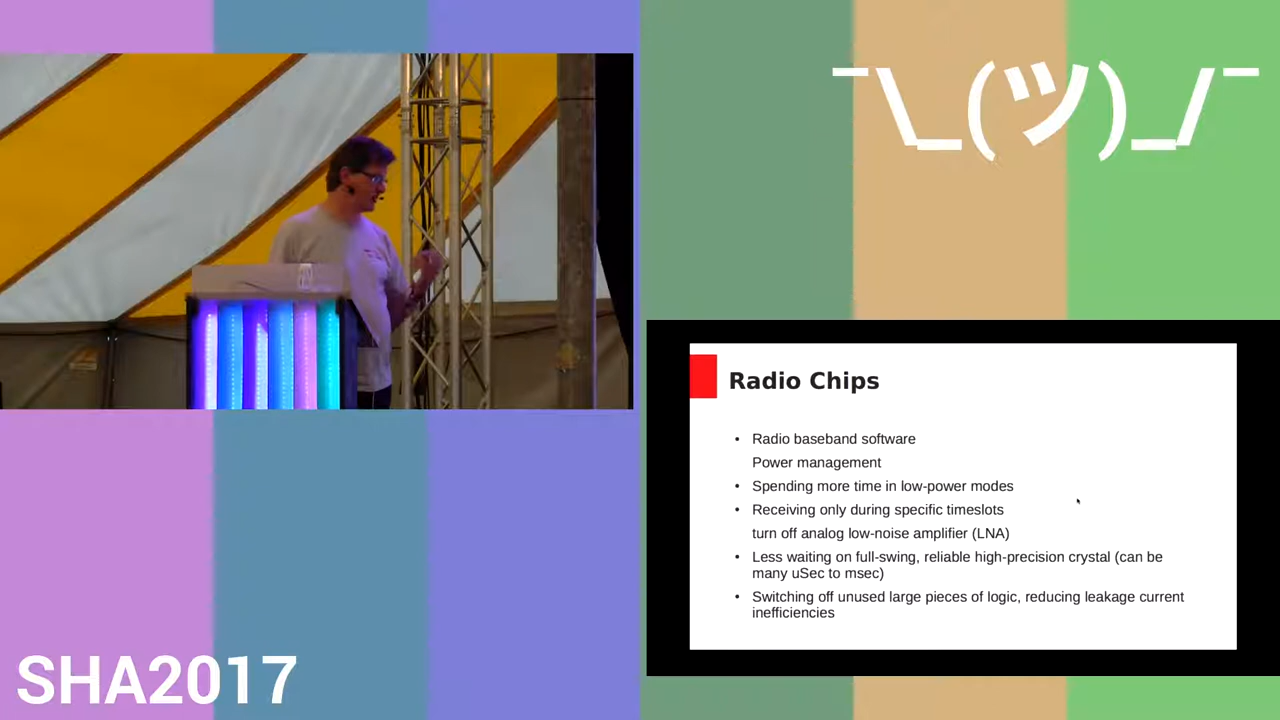 ¯\_(ツ)_/¯
Radio Chips
• Radio baseband software
Power management
• Spending more time in low-power modes
• Receiving only during specific timeslots
turn off analog low-noise amplifier (LNA)
• Less waiting on full-swing, reliable high-precision crystal (can be
many uSec to msec)
• Switching off unused large pieces of logic, reducing leakage current
inefficiencies
SHA2017